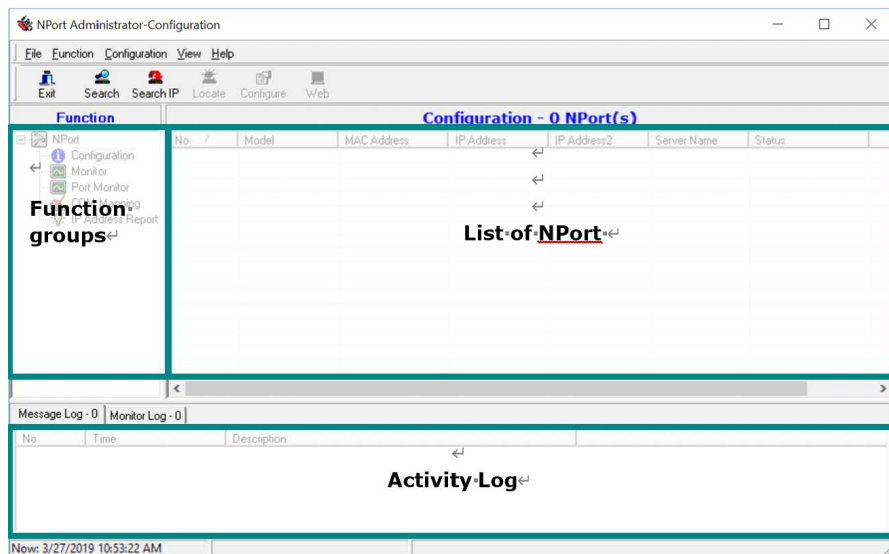 NPort Administrator-Configuration
File Function Configuration View Help
Exit Search Search IP Locate Configure Web
Function
Configuration - 0 NPort(s)
No / Model MAC Address IP Address IP Address2 Server Name Status
NPort
Configuration
Monitor
Port Monitor
COM Mapping
IP Address Report
Function
groups
List of NPort
Message Log - 0 Monitor Log - 0
No Time Description
Activity Log
Now: 3/27/2019 10:53:22 AM